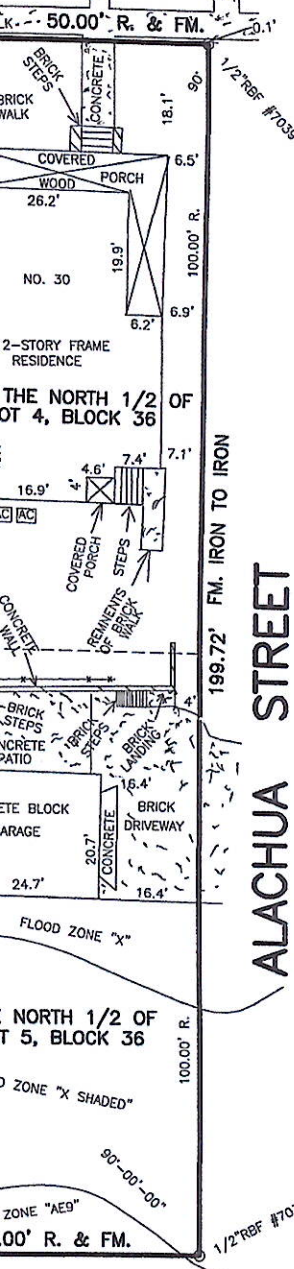 50.00' R. & FM.
0.1'
BRICK
STEPS
CONCRETE
BRICK
WALK
18.1'
90°
1/2"RBF #7039
COVERED
WOOD
PORCH
6.5'
26.2'
19.9'
100.00' R.
NO. 30
6.2'
6.9'
2-STORY FRAME
RESIDENCE
THE NORTH 1/2 OF
OT 4, BLOCK 36
7.1'
4.6'
7.4'
16.9'
4'
AC AC
COVERED
PORCH
STEPS
REMNENTS
OF BRICK
WALK
199.72' FM. IRON TO IRON
ALACHUA STREET
CONCRETE
WALL
BRICK
STEPS
BRICK
STEPS
BRICK
LANDING
4'
NCRETE
PATIO
16.4'
ETE BLOCK
ARAGE
20.7'
CONCRETE
BRICK
DRIVEWAY
24.7'
16.4'
FLOOD ZONE "X"
NORTH 1/2 OF
T 5, BLOCK 36
100.00' R.
D ZONE "X SHADED"
90°-00'-00"
ZONE "AE9"
.00' R. & FM.
1/2"RBF #70